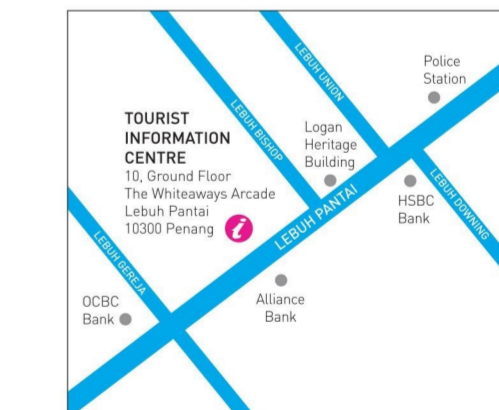 Police
Station
LEBUH UNION
LEBUH BISHOP
TOURIST
INFORMATION
CENTRE
10, Ground Floor
The Whiteaways Arcade
Lebuh Pantai
10300 Penang
i
Logan
Heritage
Building
LEBUH PANTAI
HSBC
Bank
LEBUH DOWNING
LEBUH GEREJA
OCBC
Bank
Alliance
Bank